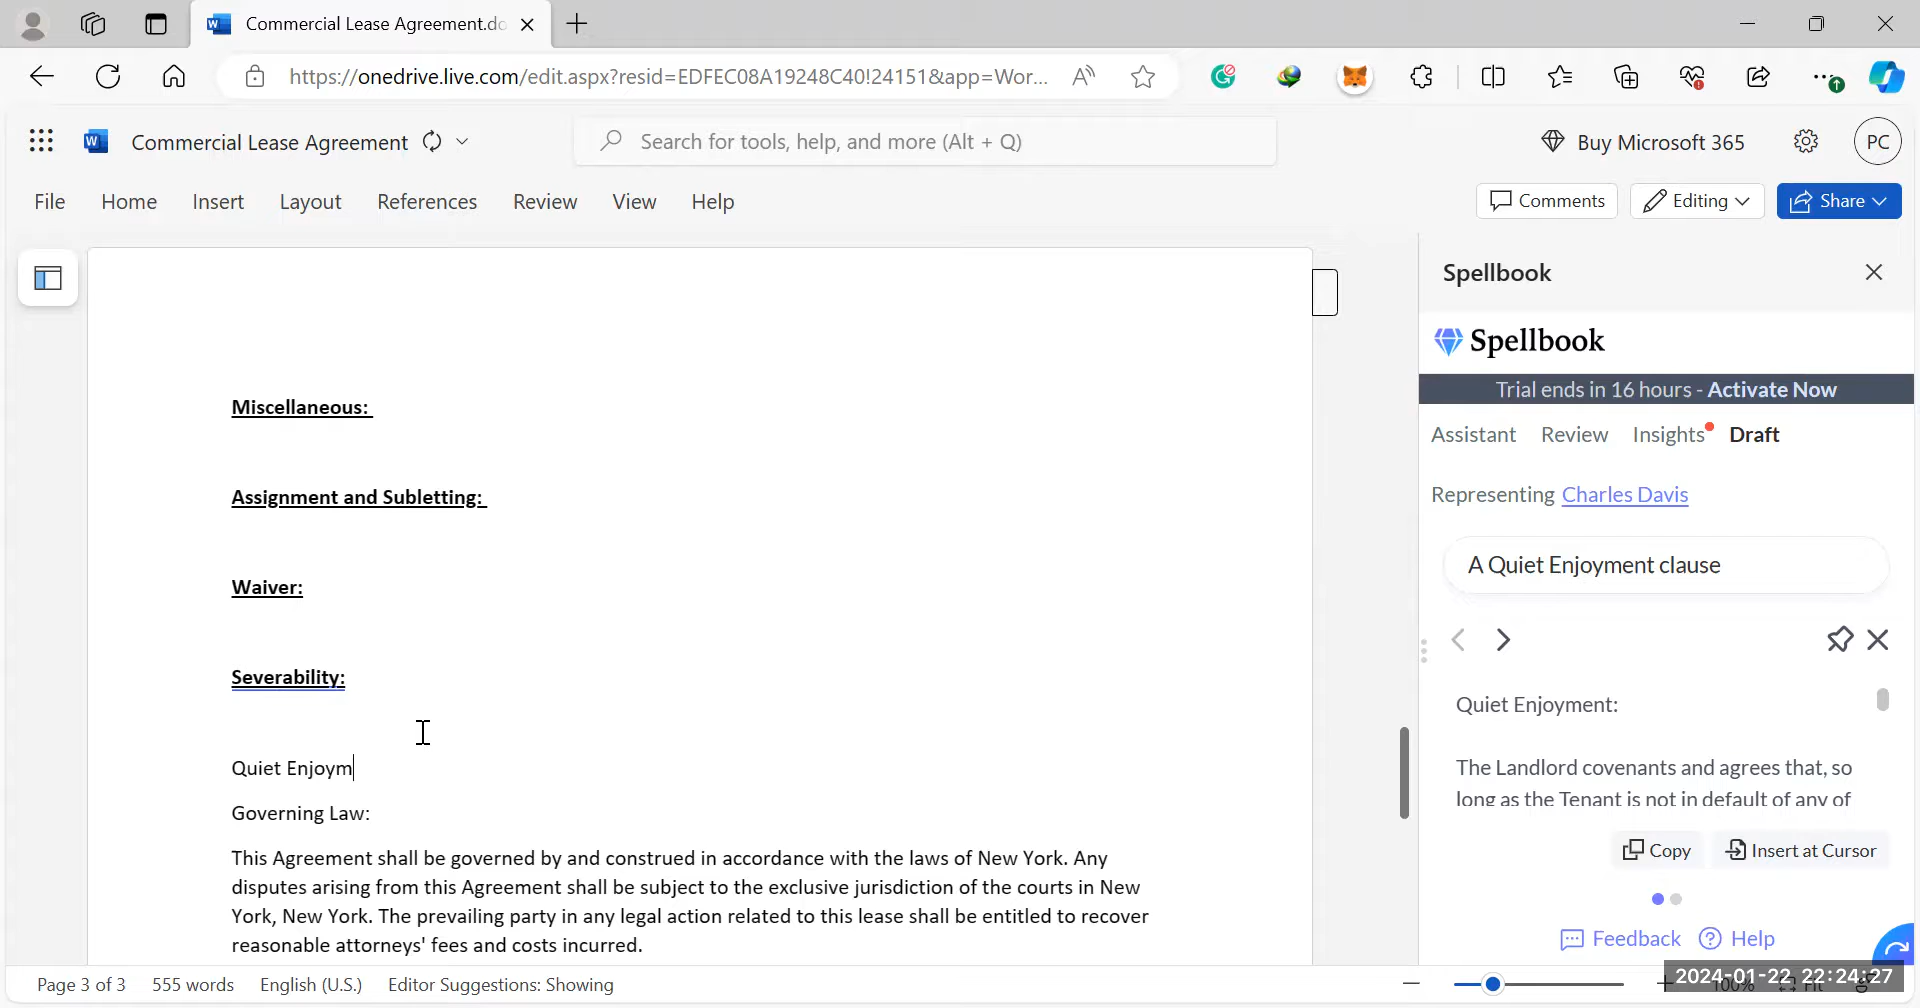 Commercial Lease Agreement.do
https://onedrive.live.com/edit.aspx?resid=EDFEC08A19248C40!24151&app=Wor...
Commercial Lease Agreement
Search for tools, help, and more (Alt + Q)
Buy Microsoft 365
PC
File Home Insert Layout References Review View Help
Comments
Editing
Share
Miscellaneous:
Assignment and Subletting:
Waiver:
Severability:
Quiet Enjoym
Governing Law:
This Agreement shall be governed by and construed in accordance with the laws of New York. Any
disputes arising from this Agreement shall be subject to the exclusive jurisdiction of the courts in New
York, New York. The prevailing party in any legal action related to this lease shall be entitled to recover
reasonable attorneys' fees and costs incurred.
Spellbook
Spellbook
Trial ends in 16 hours - Activate Now
Assistant Review Insights Draft
Representing Charles Davis
A Quiet Enjoyment clause
Quiet Enjoyment:
The Landlord covenants and agrees that, so
long as the Tenant is not in default of any of
Copy
Insert at Cursor
Feedback
Help
Page 3 of 3 555 words English (U.S.) Editor Suggestions: Showing
2024-01-22, 22:24:27